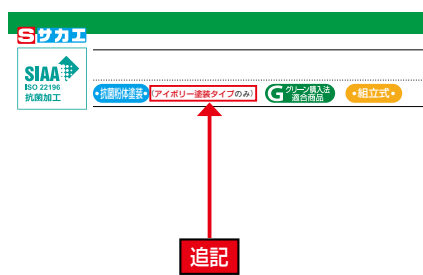 サカエ
SIAA
ISO 22196
抗菌加工
•抗菌粉体塗装•(アイボリー塗装タイプのみ)
G グリーン購入法
適合商品
•組立式•
追記